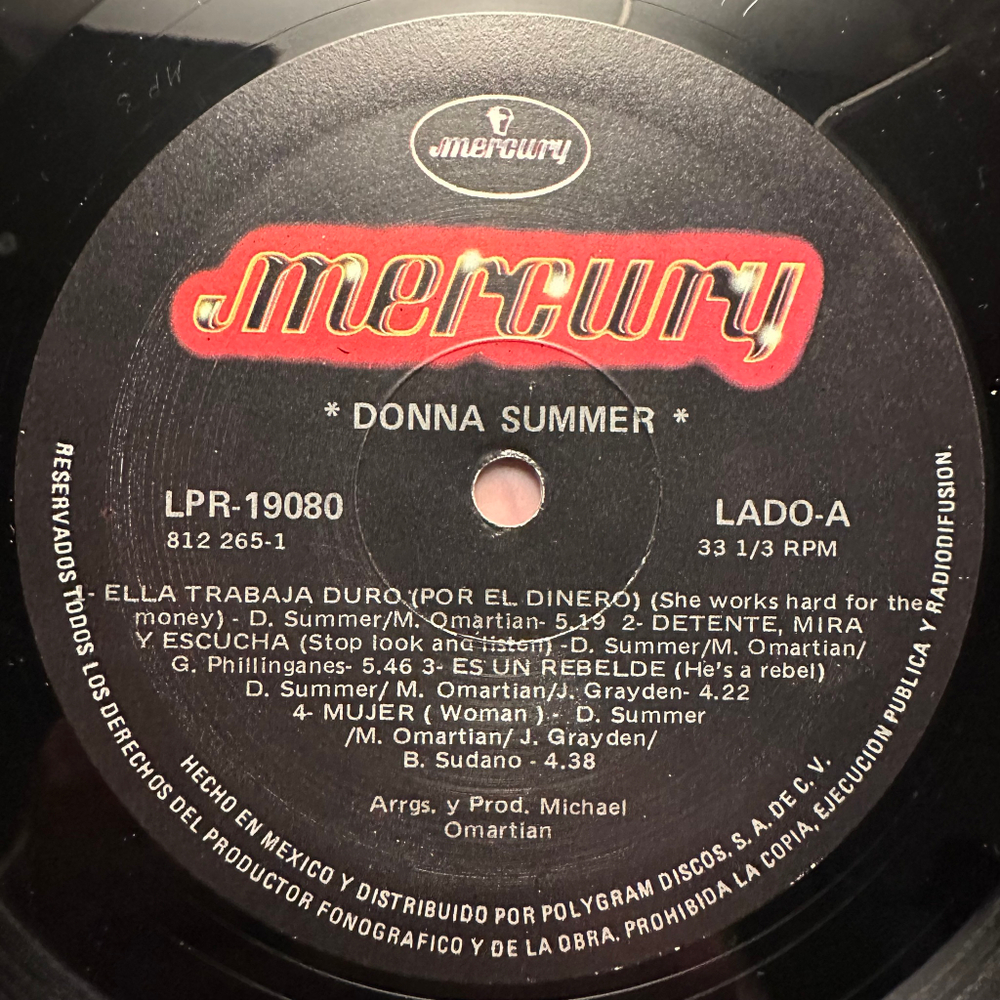 mercury
mercury
* DONNA SUMMER *
LPR-19080
LADO-A
812 265-1
33 1/3 RPM
1- ELLA TRABAJA DURO (POR EL DINERO) (She works hard for the
money) - D. Summer/M. Omartian- 5.19 2- DETENTE, MIRA
Y ESCUCHA (Stop look and listen) -D. Summer/M. Omartian/
G. Phillinganes- 5.46 3- ES UN REBELDE (He's a rebel)
D. Summer/ M. Omartian/J. Grayden- 4.22
4- MUJER ( Woman ) - D. Summer
/M. Omartian/ J. Grayden/
B. Sudano - 4.38
Arrgs. y Prod. Michael
Omartian
HECHO EN MEXICO Y DISTRIBUIDO POR POLYGRAM DISCOS, S. A. DE C. V.
RESERVADOS TODOS LOS DERECHOS DEL PRODUCTOR FONOGRAFICO Y DE LA OBRA. PROHIBIDA LA COPIA, EJECUCION PUBLICA Y RADIODIFUSION.
MP 3